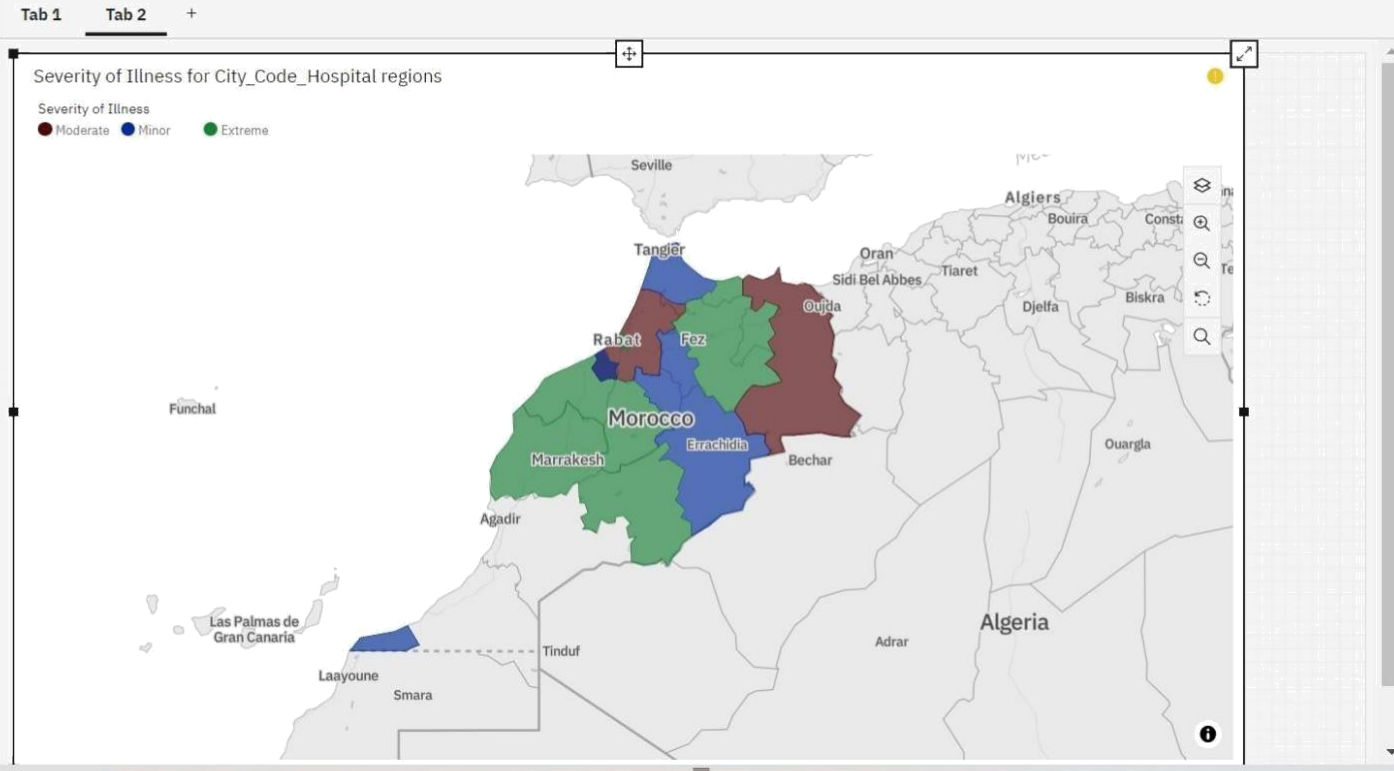 Tab 1 Tab 2 +
Severity of Illness for City_Code_Hospital regions
Severity of Illness
Moderate Minor Extreme
Seville
Algiers
Bouira
Tangier
Oran
Sidi Bel Abbes
Tiaret
Biskra
Oujda
Djelfa
Rabat
Fez
Funchal
Morocco
Errachidia
Ouargla
Marrakesh
Bechar
Agadir
Las Palmas de
Gran Canaria
Algeria
Adrar
Tinduf
Laayoune
Smara